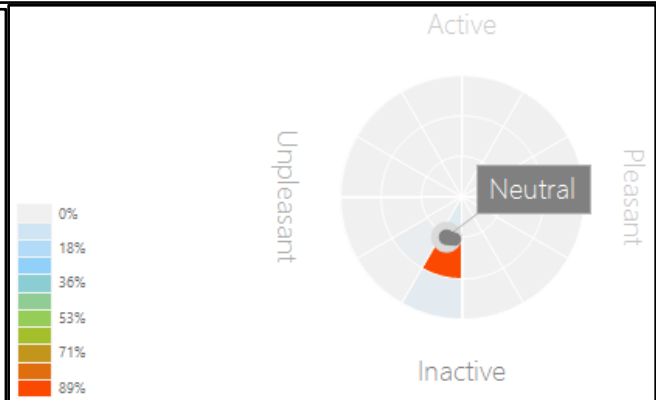 Active
Unpleasant
Pleasant
Neutral
0%
18%
36%
53%
71%
89%
Inactive